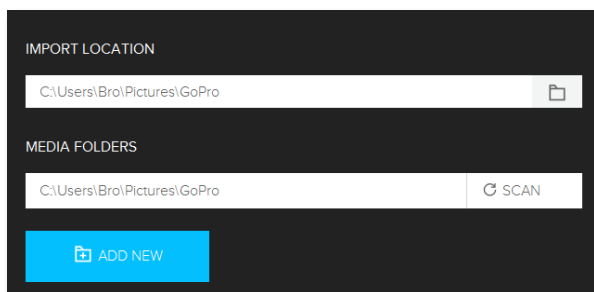 IMPORT LOCATION
C:\Users\Bro\Pictures\GoPro
MEDIA FOLDERS
C:\Users\Bro\Pictures\GoPro
SCAN
ADD NEW